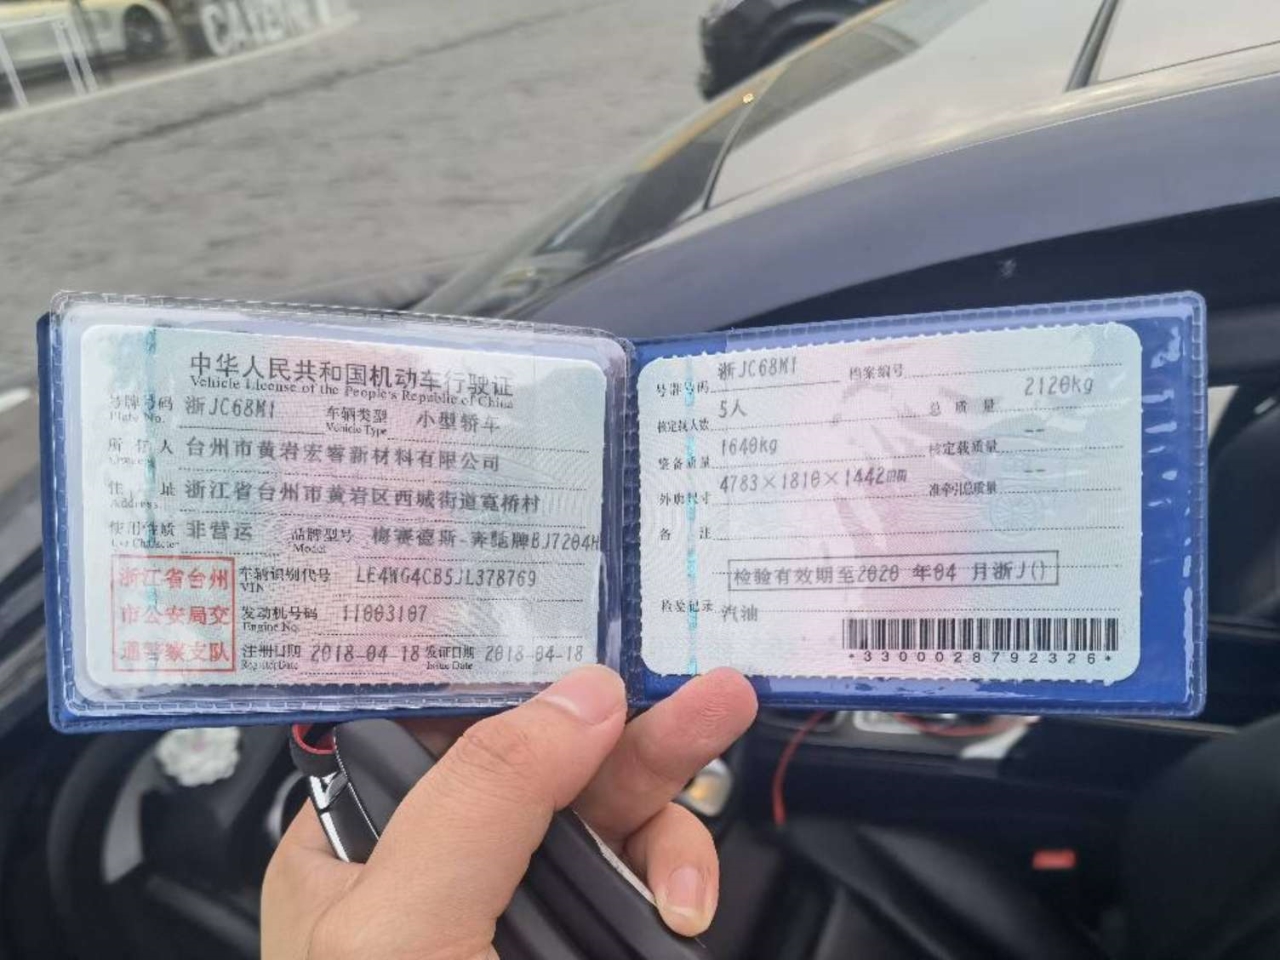 中华人民共和国机动车行驶证
Vehicle License of the People's Republic of China
号牌号码 浙JC68M1 车辆类型 小型轿车
Plate No. Vehicle Type
所有人 台州市黄岩宏睿新材料有限公司
Owner
住址 浙江省台州市黄岩区西城街道寛桥村
Address
使用性质 非营运 品牌型号 梅赛德斯-奔驰牌BJ7204H
Use Character Model
浙江省台州 车辆识别代号 LE4WG4CB5JL378769
VIN
市公安局交 发动机号码 11003107
Engine No.
通警察支队 注册日期 2018-04-18 发证日期 2018-04-18
Register Date Issue Date
号牌号码 浙JC68M1 档案编号
核定载人数 5人 总质量 2120kg
整备质量 1640kg 核定载质量 --
外廓尺寸 4783×1810×1442mm 准牵引总质量 --
备注
检验有效期至2020 年04 月浙J()
检验记录 汽油
*3300028792326*